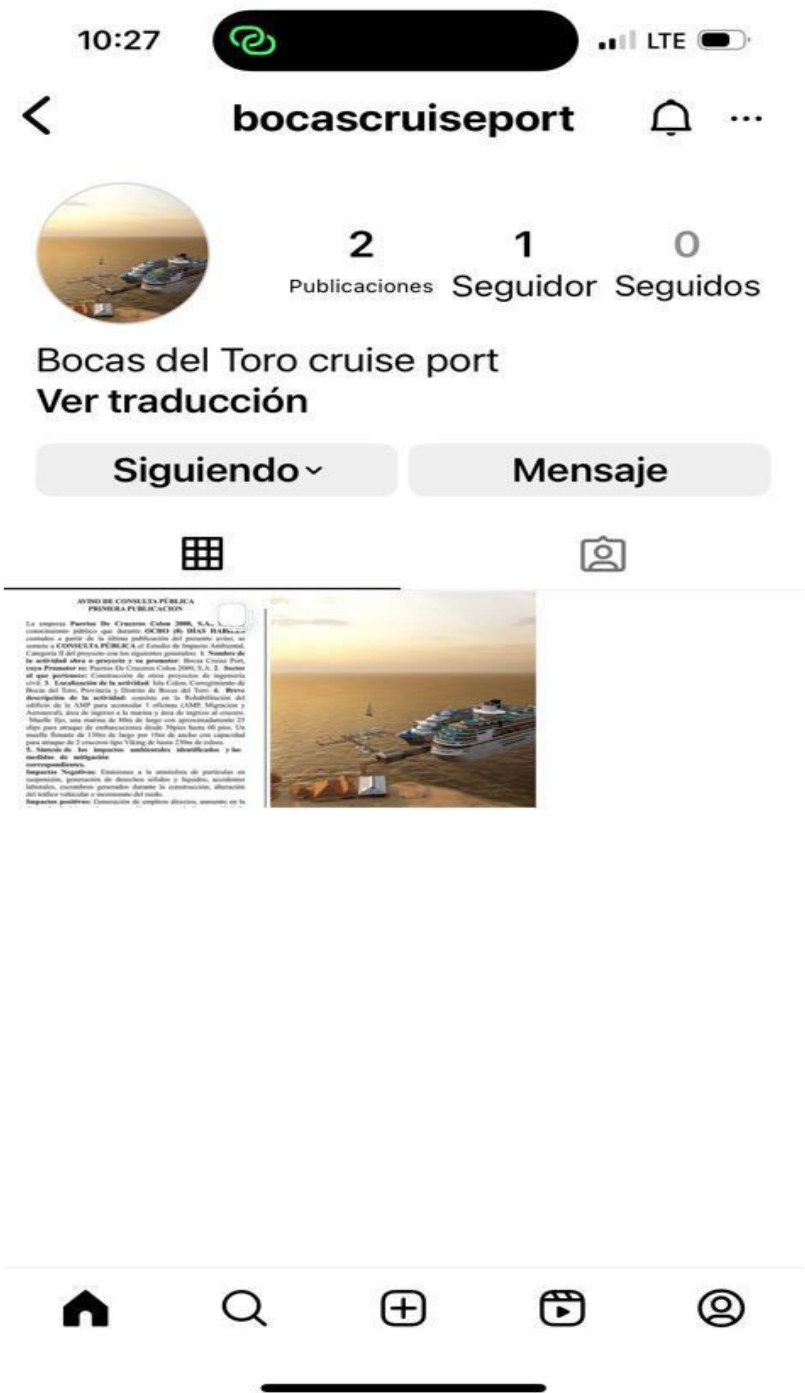 10:27
LTE
bocascruiseport
2
1
0
Publicaciones
Seguidor
Seguidos
Bocas del Toro cruise port
Ver traducción
Siguiendo
Mensaje
AVISO DE CONSULTA PÚBLICA
PRIMERA PUBLICACION
La empresa Puertos De Cruceros Colon 2000, S.A.,
conocimiento público que durante OCHO (8) DIAS HABILES
contados a partir de la última publicación del presente aviso, se
somete a CONSULTA PÚBLICA el Estudio de Impacto Ambiental,
Categoría II del proyecto con los siguientes generales: 1. Nombre de
la actividad obra o proyecto y su promotor: Bocas Cruise Port,
cuyo Promotor es: Puertos De Cruceros Colon 2000, S.A. 2. Sector
al que pertenece: Construcción de otros proyectos de ingeniería
civil. 3. Localización de la actividad: Isla Colon, Corregimiento de
Bocas del Toro, Provincia y Distrito de Bocas del Toro. 4. Breve
descripción de la actividad: consiste en la Rehabilitación del
edificio de la AMP para acomodar 3 oficinas (AMP, Migración y
Aeronaval), área de ingreso a la marina y área de ingreso al crucero.
Muelle fijo, una marina de 80m de largo con aproximadamente 25
slips para atraque de embarcaciones desde 30pies hasta 60 pies. Un
muelle flotante de 130m de largo por 10m de ancho con capacidad
para atraque de 2 cruceros tipo Viking de hasta 230m de eslora.
5. Síntesis de los impactos ambientales identificados y las
medidas de mitigación
correspondientes.
Impactos Negativos: Emisiones a la atmósfera de partículas en
suspensión, generación de desechos sólidos y líquidos, accidentes
laborales, escombros generados durante la construcción, alteración
del tráfico vehicular e incremento del ruido.
Impactos positivos: Generación de empleos directos, aumento en la